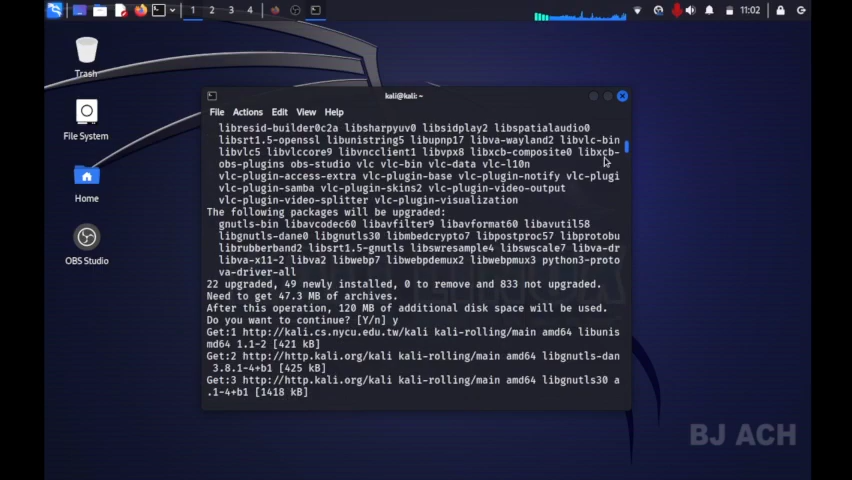 1 2 3 4
11:02
Trash
File System
Home
OBS Studio
kali@kali: ~
File Actions Edit View Help
libresid-builder0c2a libsharpyuv0 libsidplay2 libspatialaudio0
libsrt1.5-openssl libunistring5 libupnp17 libva-wayland2 libvlc-bin
libvlc5 libvlccore9 libvncclient1 libvpx8 libxcb-composite0 libxcb-
obs-plugins obs-studio vlc vlc-bin vlc-data vlc-l10n
vlc-plugin-access-extra vlc-plugin-base vlc-plugin-notify vlc-plugi
vlc-plugin-samba vlc-plugin-skins2 vlc-plugin-video-output
vlc-plugin-video-splitter vlc-plugin-visualization
The following packages will be upgraded:
gnutls-bin libavcodec60 libavfilter9 libavformat60 libavutil58
libgnutls-dane0 libgnutls30 libmbedcrypto7 libpostproc57 libprotobu
librubberband2 libsrt1.5-gnutls libswresample4 libswscale7 libva-dr
libva-x11-2 libva2 libwebp7 libwebpdemux2 libwebpmux3 python3-proto
va-driver-all
22 upgraded, 49 newly installed, 0 to remove and 833 not upgraded.
Need to get 47.3 MB of archives.
After this operation, 120 MB of additional disk space will be used.
Do you want to continue? [Y/n] y
Get:1 http://kali.cs.nycu.edu.tw/kali kali-rolling/main amd64 libunis
md64 1.1-2 [421 kB]
Get:2 http://http.kali.org/kali kali-rolling/main amd64 libgnutls-dan
3.8.1-4+b1 [425 kB]
Get:3 http://http.kali.org/kali kali-rolling/main amd64 libgnutls30 a
.1-4+b1 [1418 kB]
BJ ACH